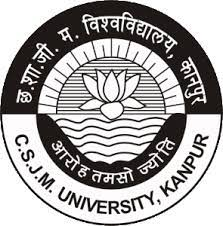 छ.शा.जी.म. विश्वविद्यालय, कानपुर
आरोह तमसो ज्योति
C.S.J.M. UNIVERSITY, KANPUR